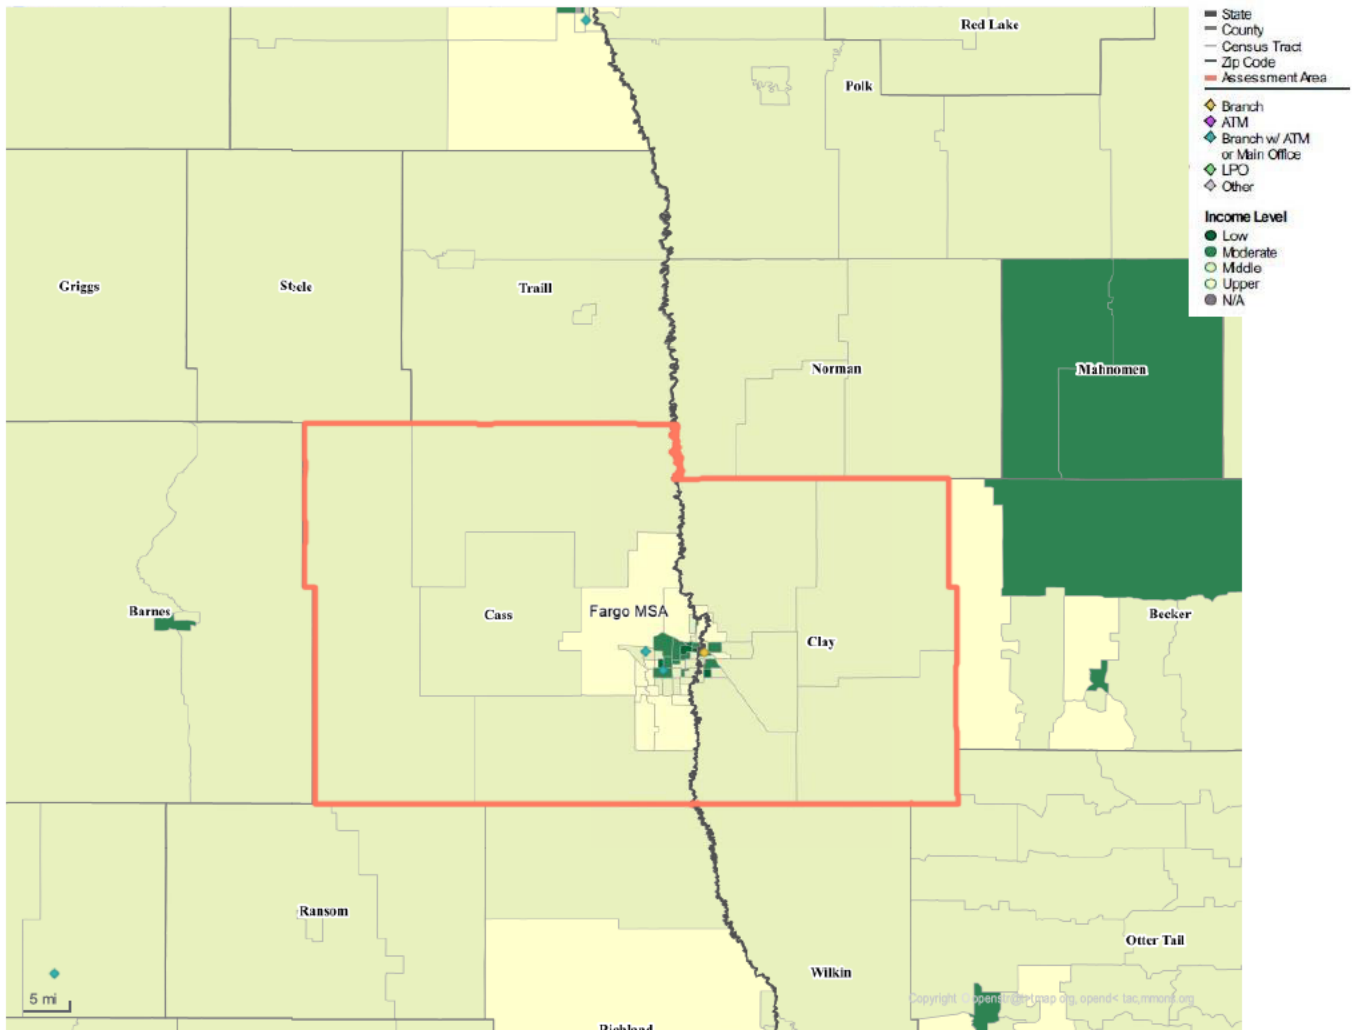 State
County
Census Tract
Zip Code
Assessment Area
Branch
ATM
Branch w/ ATM
or Main Office
LPO
Other
Income Level
Low
Moderate
Middle
Upper
N/A
Red Lake
Polk
Griggs
Steele
Traill
Norman
Mahnomen
Barnes
Cass
Fargo MSA
Clay
Becker
Ransom
Otter Tail
Wilkin
5 mi
Copyright
Richland